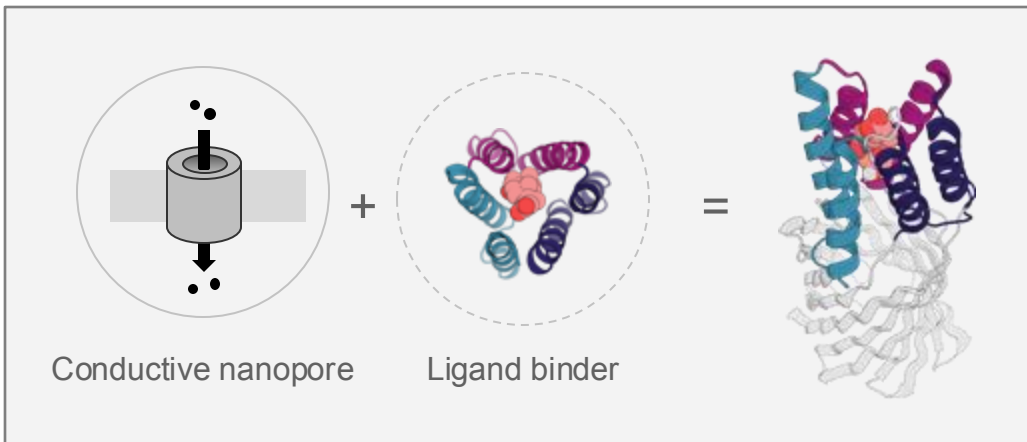 +
=
Conductive nanopore
Ligand binder